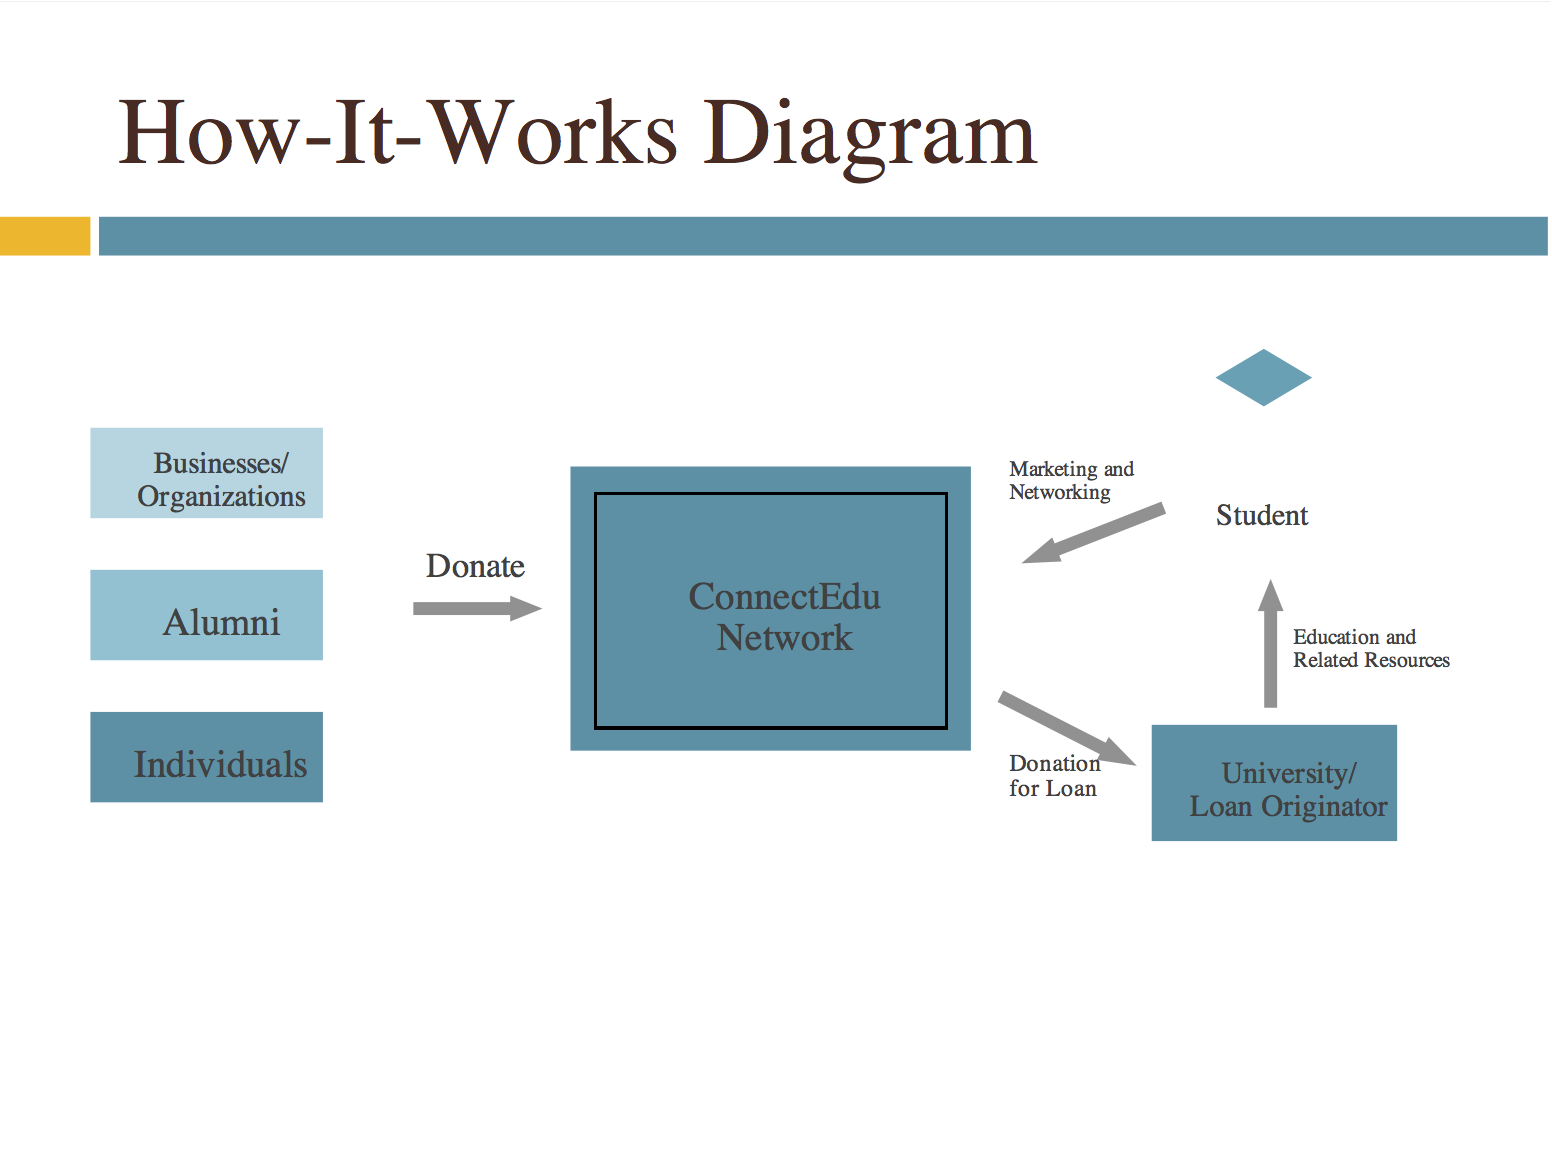 How-It-Works Diagram
Businesses/
Organizations
Alumni
Individuals
Donate
ConnectEdu
Network
Marketing and
Networking
Student
Education and
Related Resources
Donation
for Loan
University/
Loan Originator